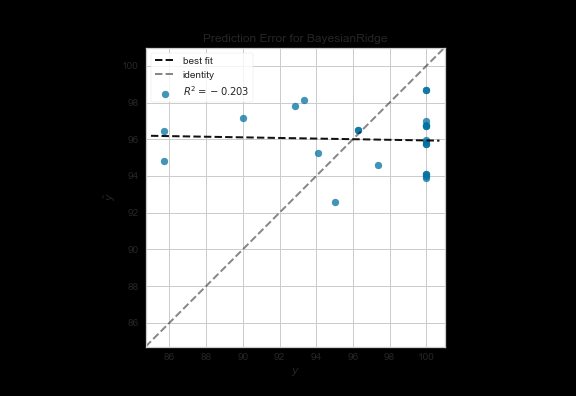 Prediction Error for BayesianRidge
best fit
identity
R² = −0.203
100
98
96
94
92
90
88
86
ŷ
86
88
90
92
94
96
98
100
y